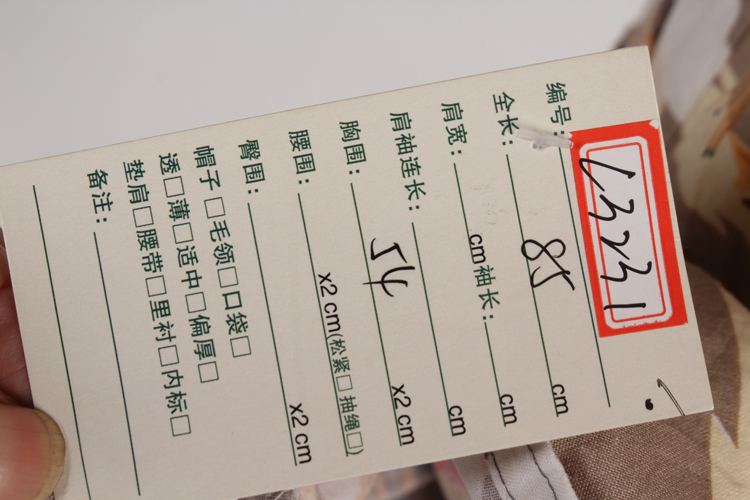 编号: L3231
全长: 85 cm
肩宽: cm 袖长: cm
肩袖连长: cm
胸围: 54 x2 cm
腰围: x2 cm(松紧□ 抽绳□)
臀围: x2 cm
帽子□ 毛领□ 口袋□
透□ 薄□ 适中□ 偏厚□
垫肩□ 腰带□ 里衬□ 内标□
备注: